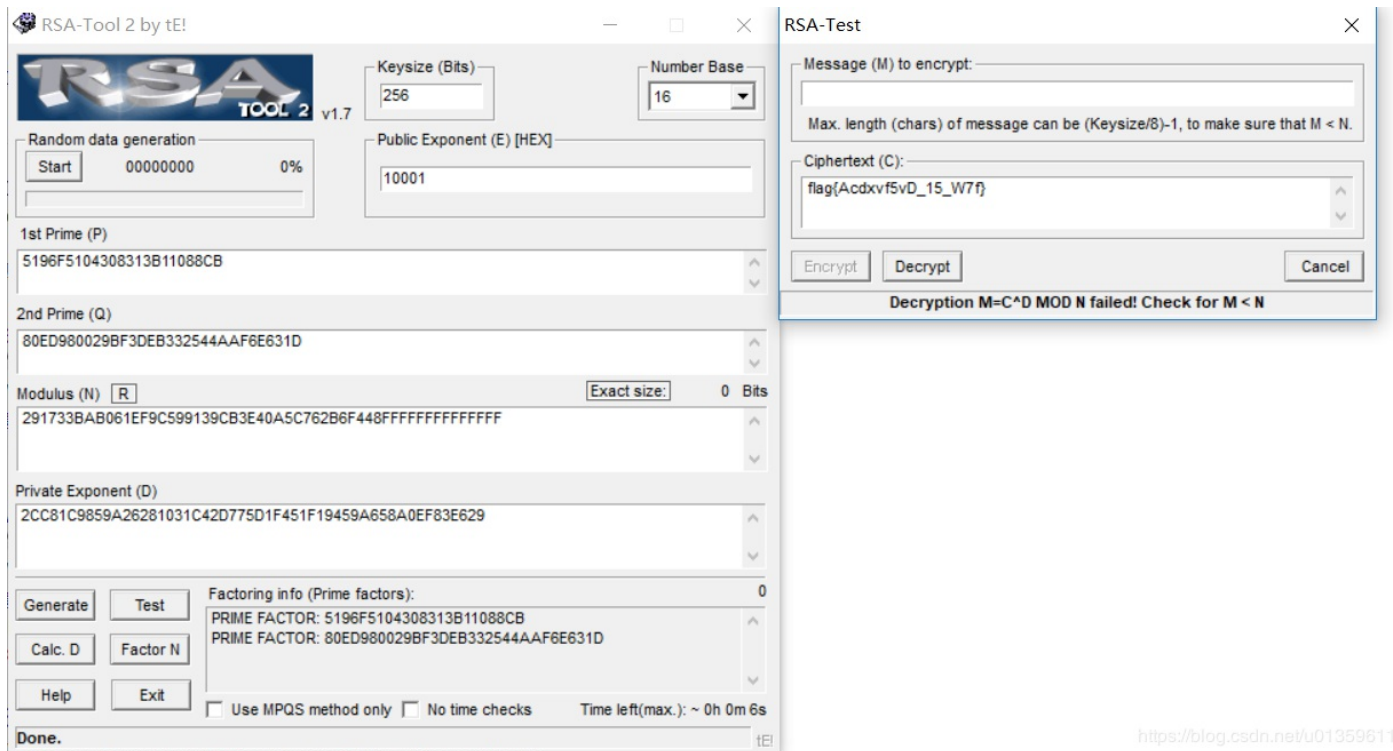 RSA-Tool 2 by tE!
RSA
TOOL 2 v1.7
Keysize (Bits)
256
Number Base
16
Random data generation
Start 00000000 0%
Public Exponent (E) [HEX]
10001
1st Prime (P)
5196F5104308313B11088CB
2nd Prime (Q)
80ED980029BF3DEB332544AAF6E631D
Modulus (N) R Exact size: 0 Bits
291733BAB061EF9C599139CB3E40A5C762B6F448FFFFFFFFFFFFFF
Private Exponent (D)
2CC81C9859A26281031C42D775D1F451F19459A658A0EF83E629
Generate Test
Calc. D Factor N
Help Exit
Factoring info (Prime factors): 0
PRIME FACTOR: 5196F5104308313B11088CB
PRIME FACTOR: 80ED980029BF3DEB332544AAF6E631D
Use MPQS method only No time checks Time left(max.): ~ 0h 0m 6s
Done. tE!
RSA-Test
Message (M) to encrypt:
Max. length (chars) of message can be (Keysize/8)-1, to make sure that M < N.
Ciphertext (C):
flag{Acdxvf5vD_15_W7f}
Encrypt Decrypt Cancel
Decryption M=C^D MOD N failed! Check for M < N
https://blog.csdn.net/u01359611